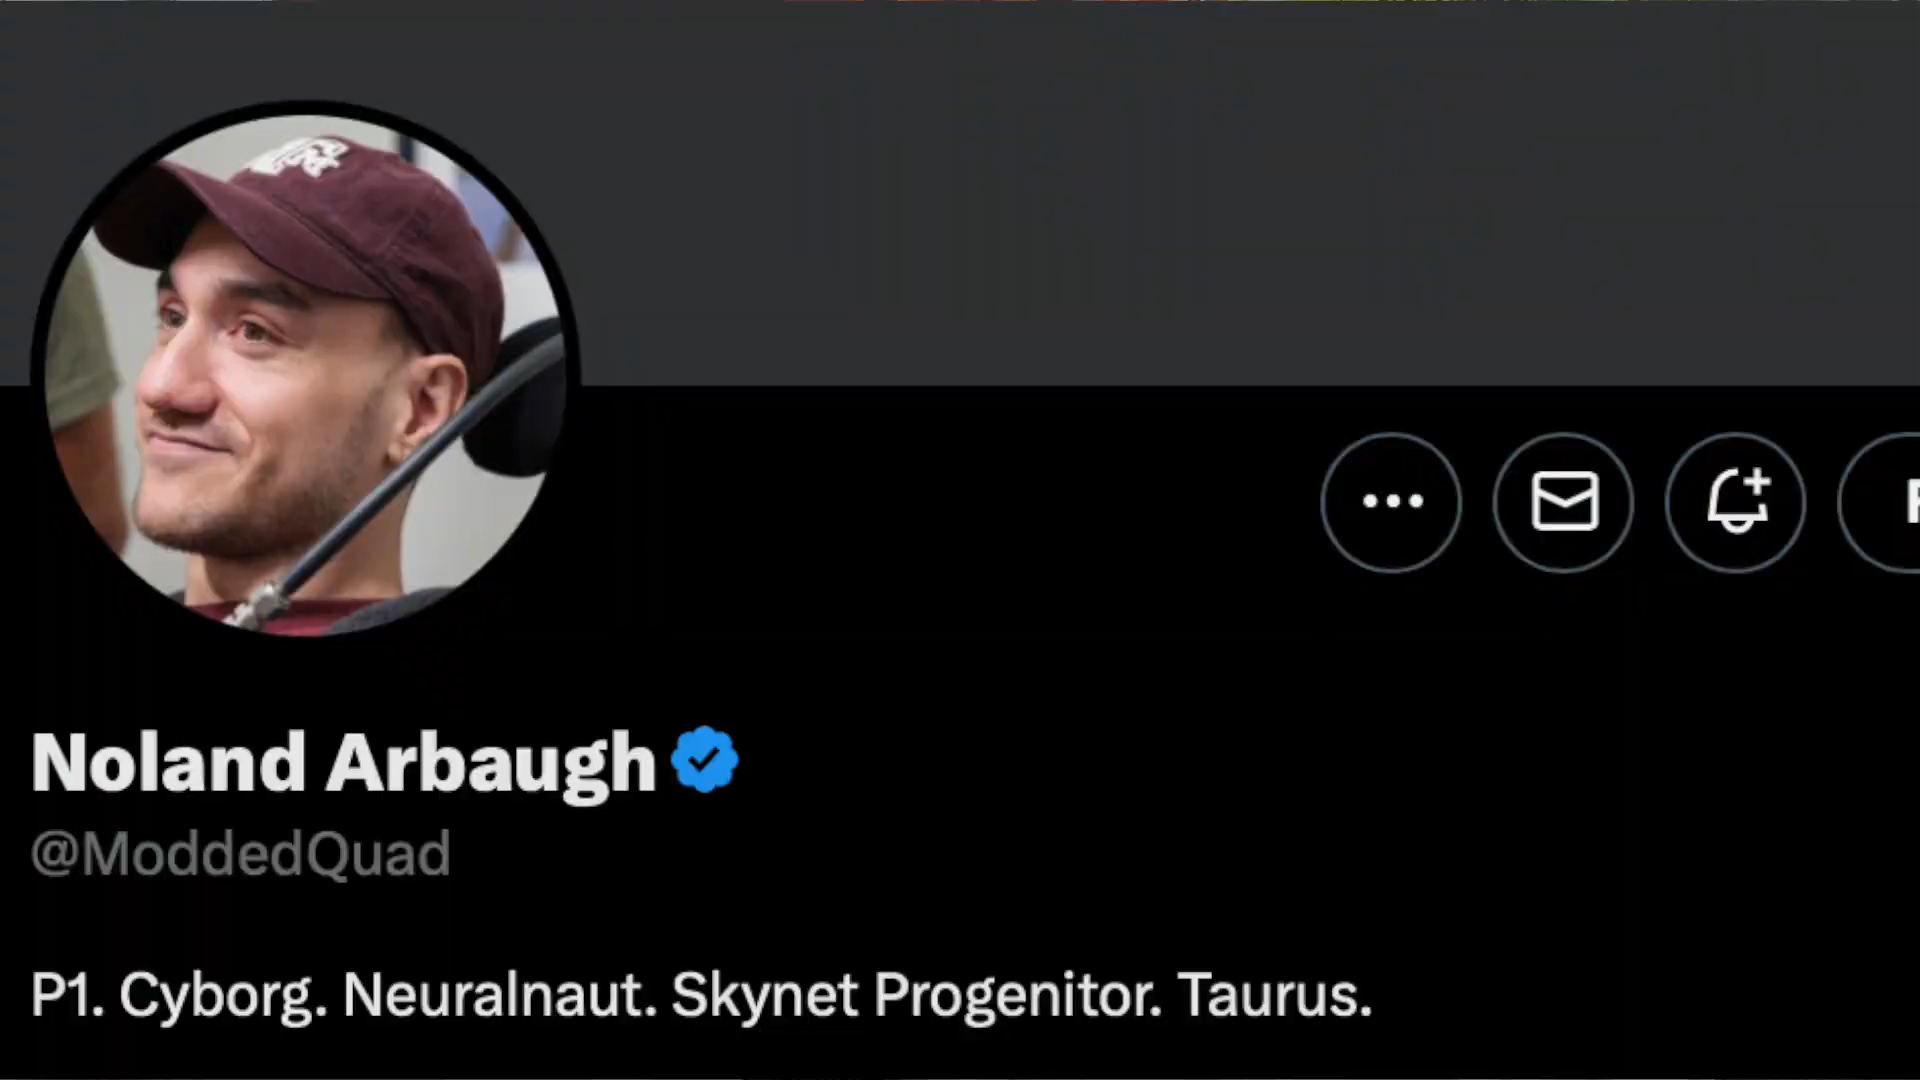 Noland Arbaugh
@ModdedQuad
P1. Cyborg. Neuralnaut. Skynet Progenitor. Taurus.